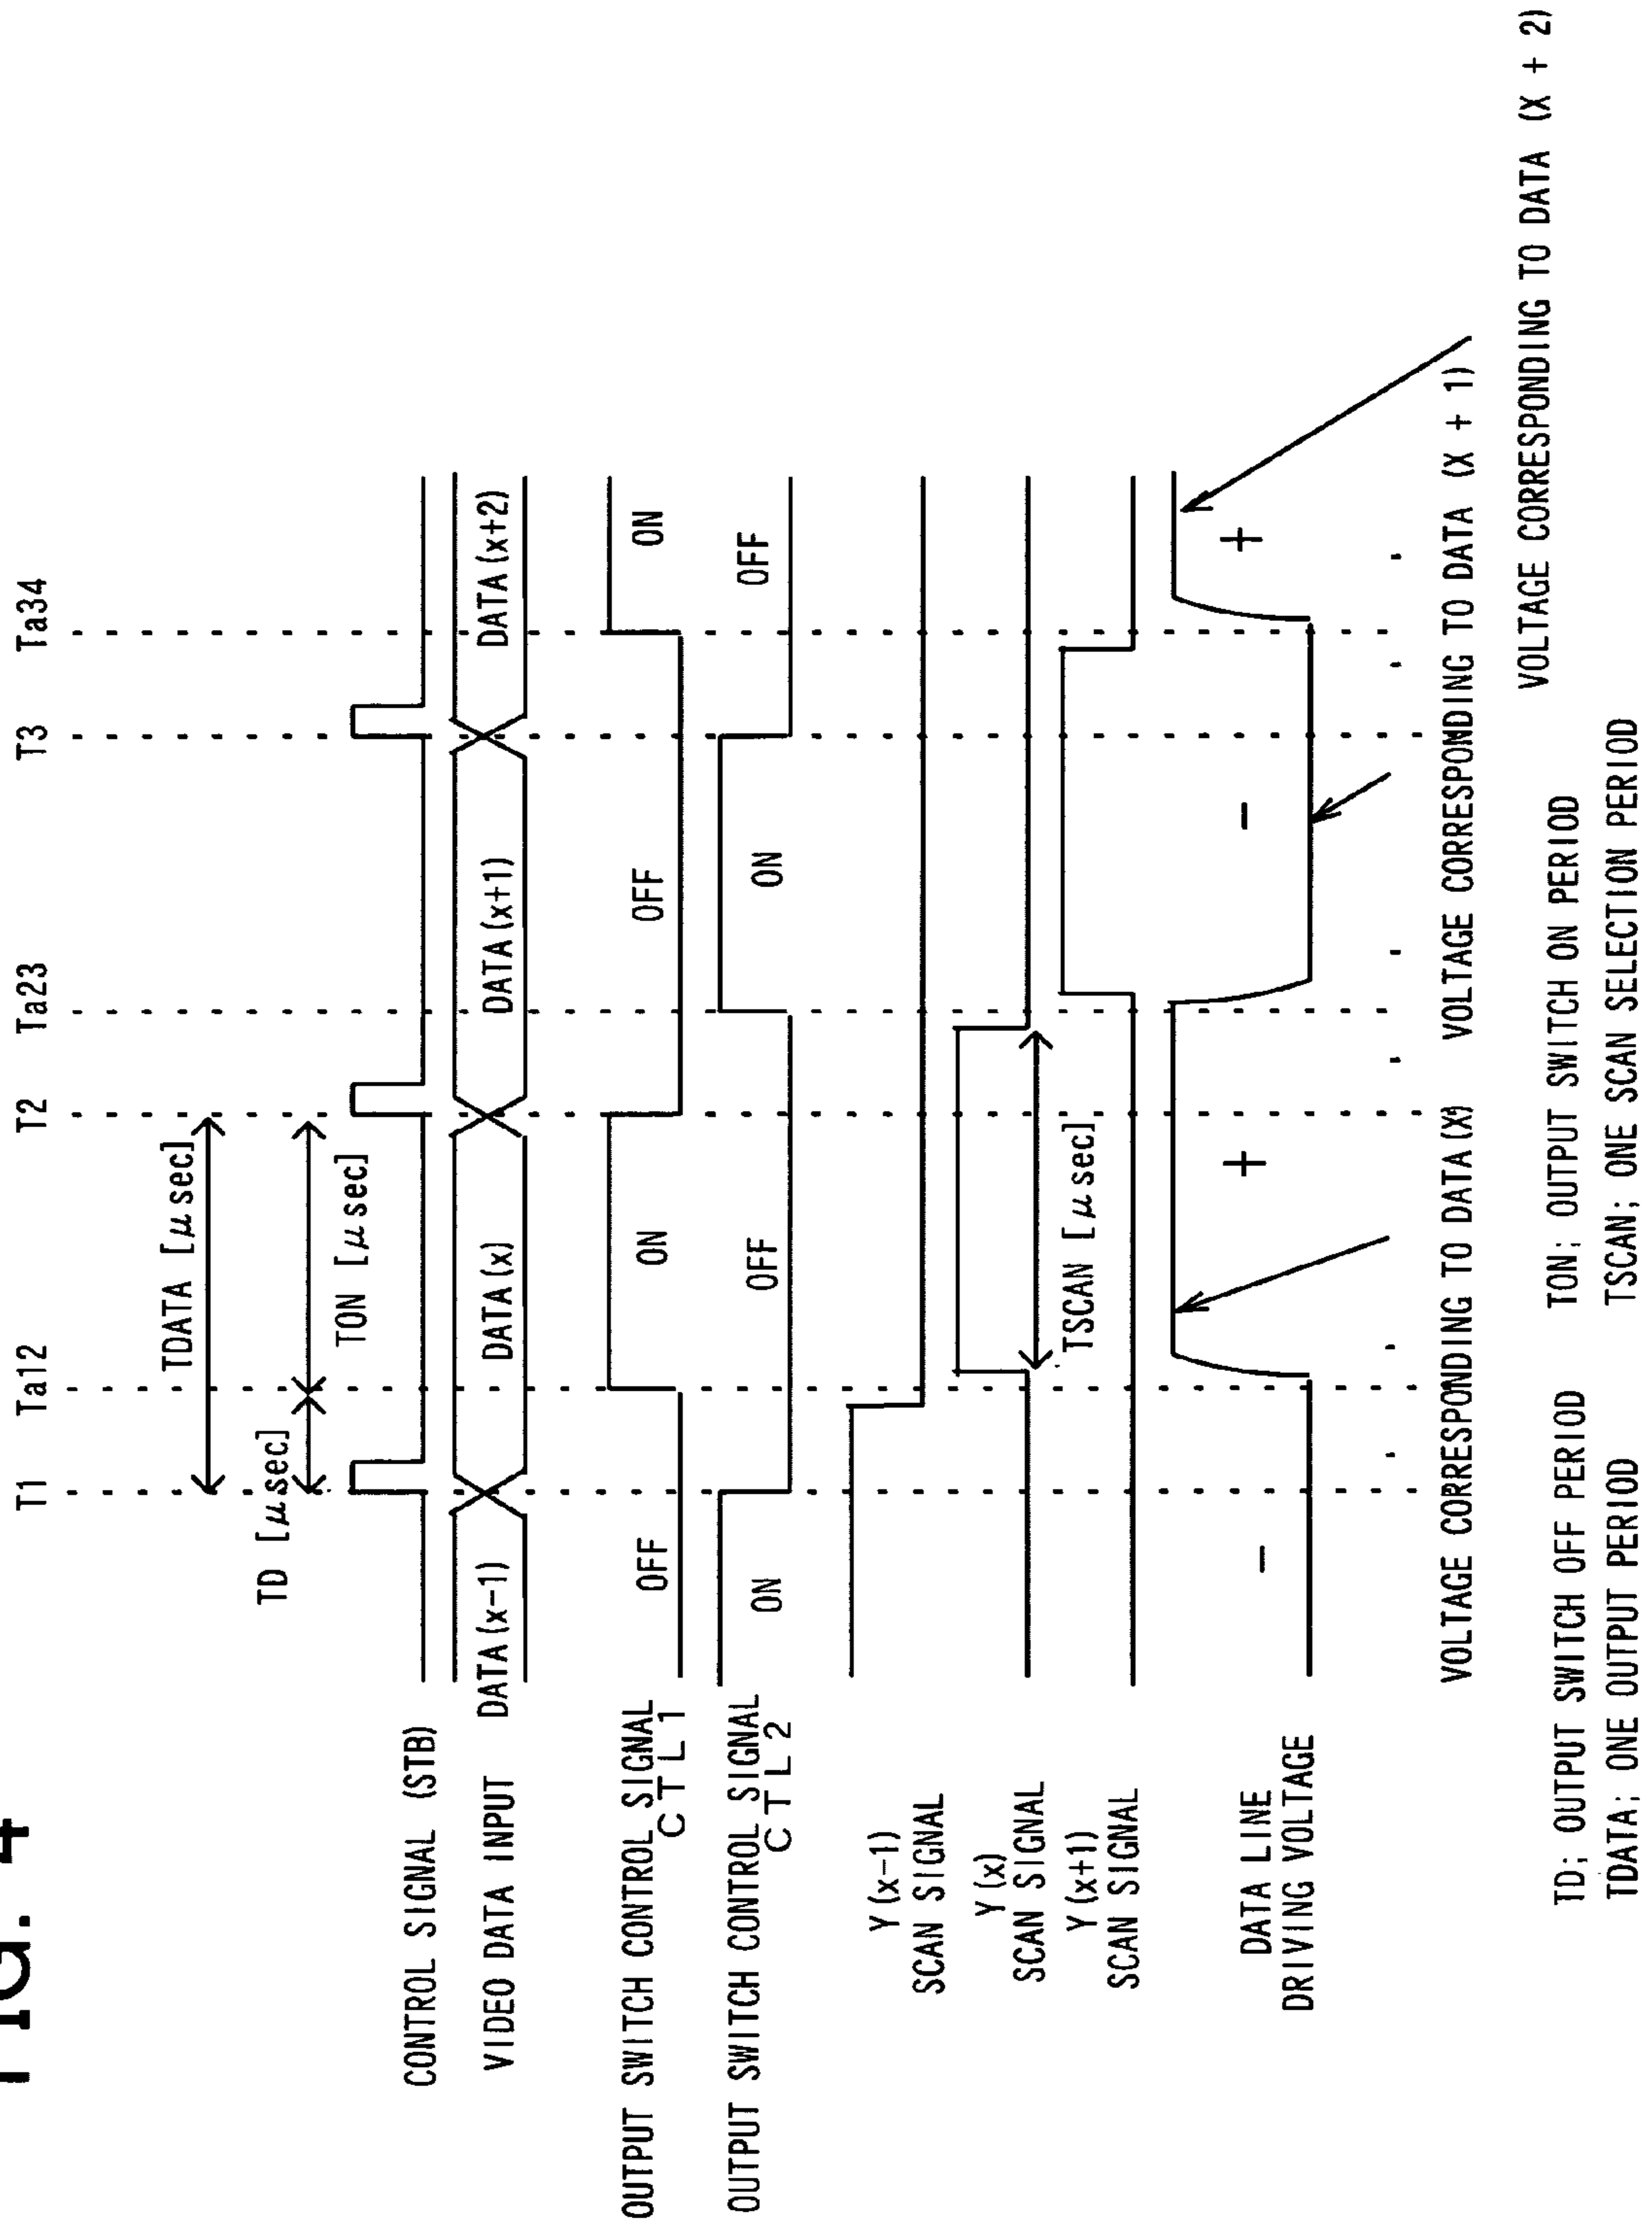 FIG. 4
T1 Ta12 T2 Ta23 T3 Ta34
TDATA [μsec]
TD [μsec]
TON [μsec]
CONTROL SIGNAL (STB)
VIDEO DATA INPUT DATA(x-1) DATA(x) DATA(x+1) DATA(x+2)
OUTPUT SWITCH CONTROL SIGNAL
CTL1
OFF ON OFF ON
OUTPUT SWITCH CONTROL SIGNAL
CTL2
ON OFF ON OFF
Y(x-1)
SCAN SIGNAL
Y(x)
SCAN SIGNAL
TSCAN [μsec]
Y(x+1)
SCAN SIGNAL
DATA LINE
DRIVING VOLTAGE
- + - +
VOLTAGE CORRESPONDING TO DATA(X) VOLTAGE CORRESPONDING TO DATA (X + 1)
VOLTAGE CORRESPONDING TO DATA (X + 2)
TD; OUTPUT SWITCH OFF PERIOD TON; OUTPUT SWITCH ON PERIOD
TDATA; ONE OUTPUT PERIOD TSCAN; ONE SCAN SELECTION PERIOD